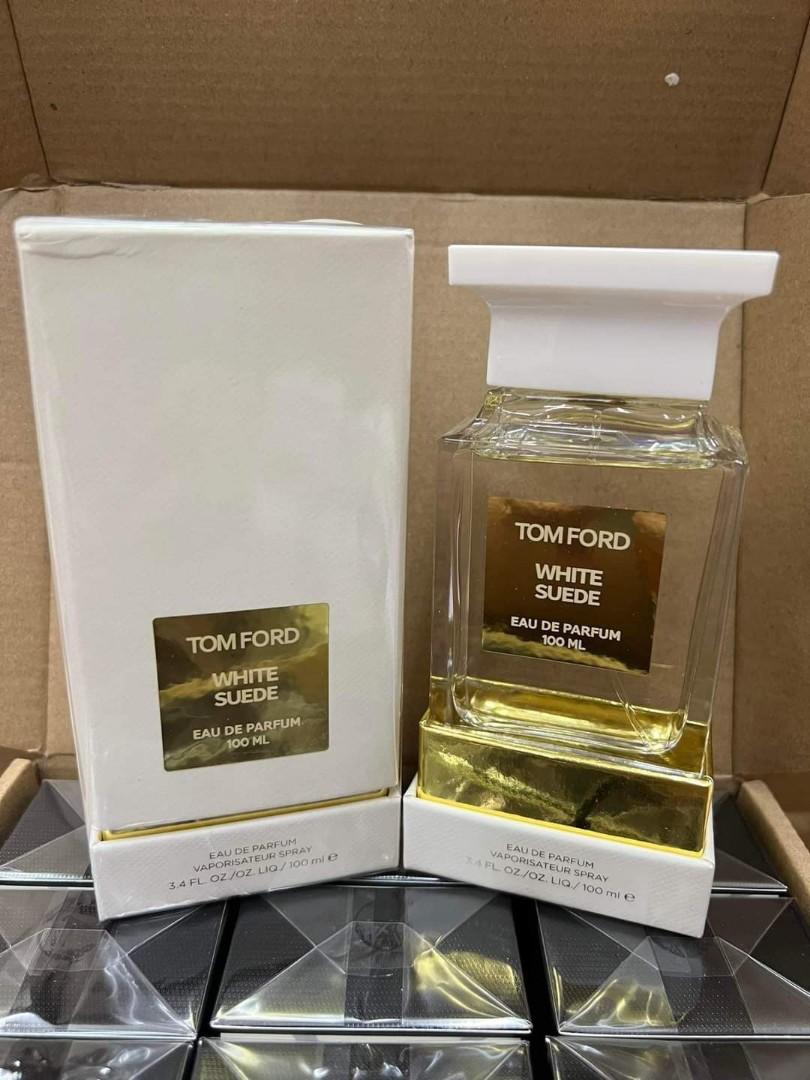 TOM FORD
WHITE
SUEDE
EAU DE PARFUM
100 ML
EAU DE PARFUM
VAPORISATEUR SPRAY
3.4 FL. OZ./OZ. LIQ./ 100 ml ℮
TOM FORD
WHITE
SUEDE
EAU DE PARFUM
100 ML
EAU DE PARFUM
VAPORISATEUR SPRAY
3.4 FL. OZ./OZ. LIQ./ 100 ml ℮